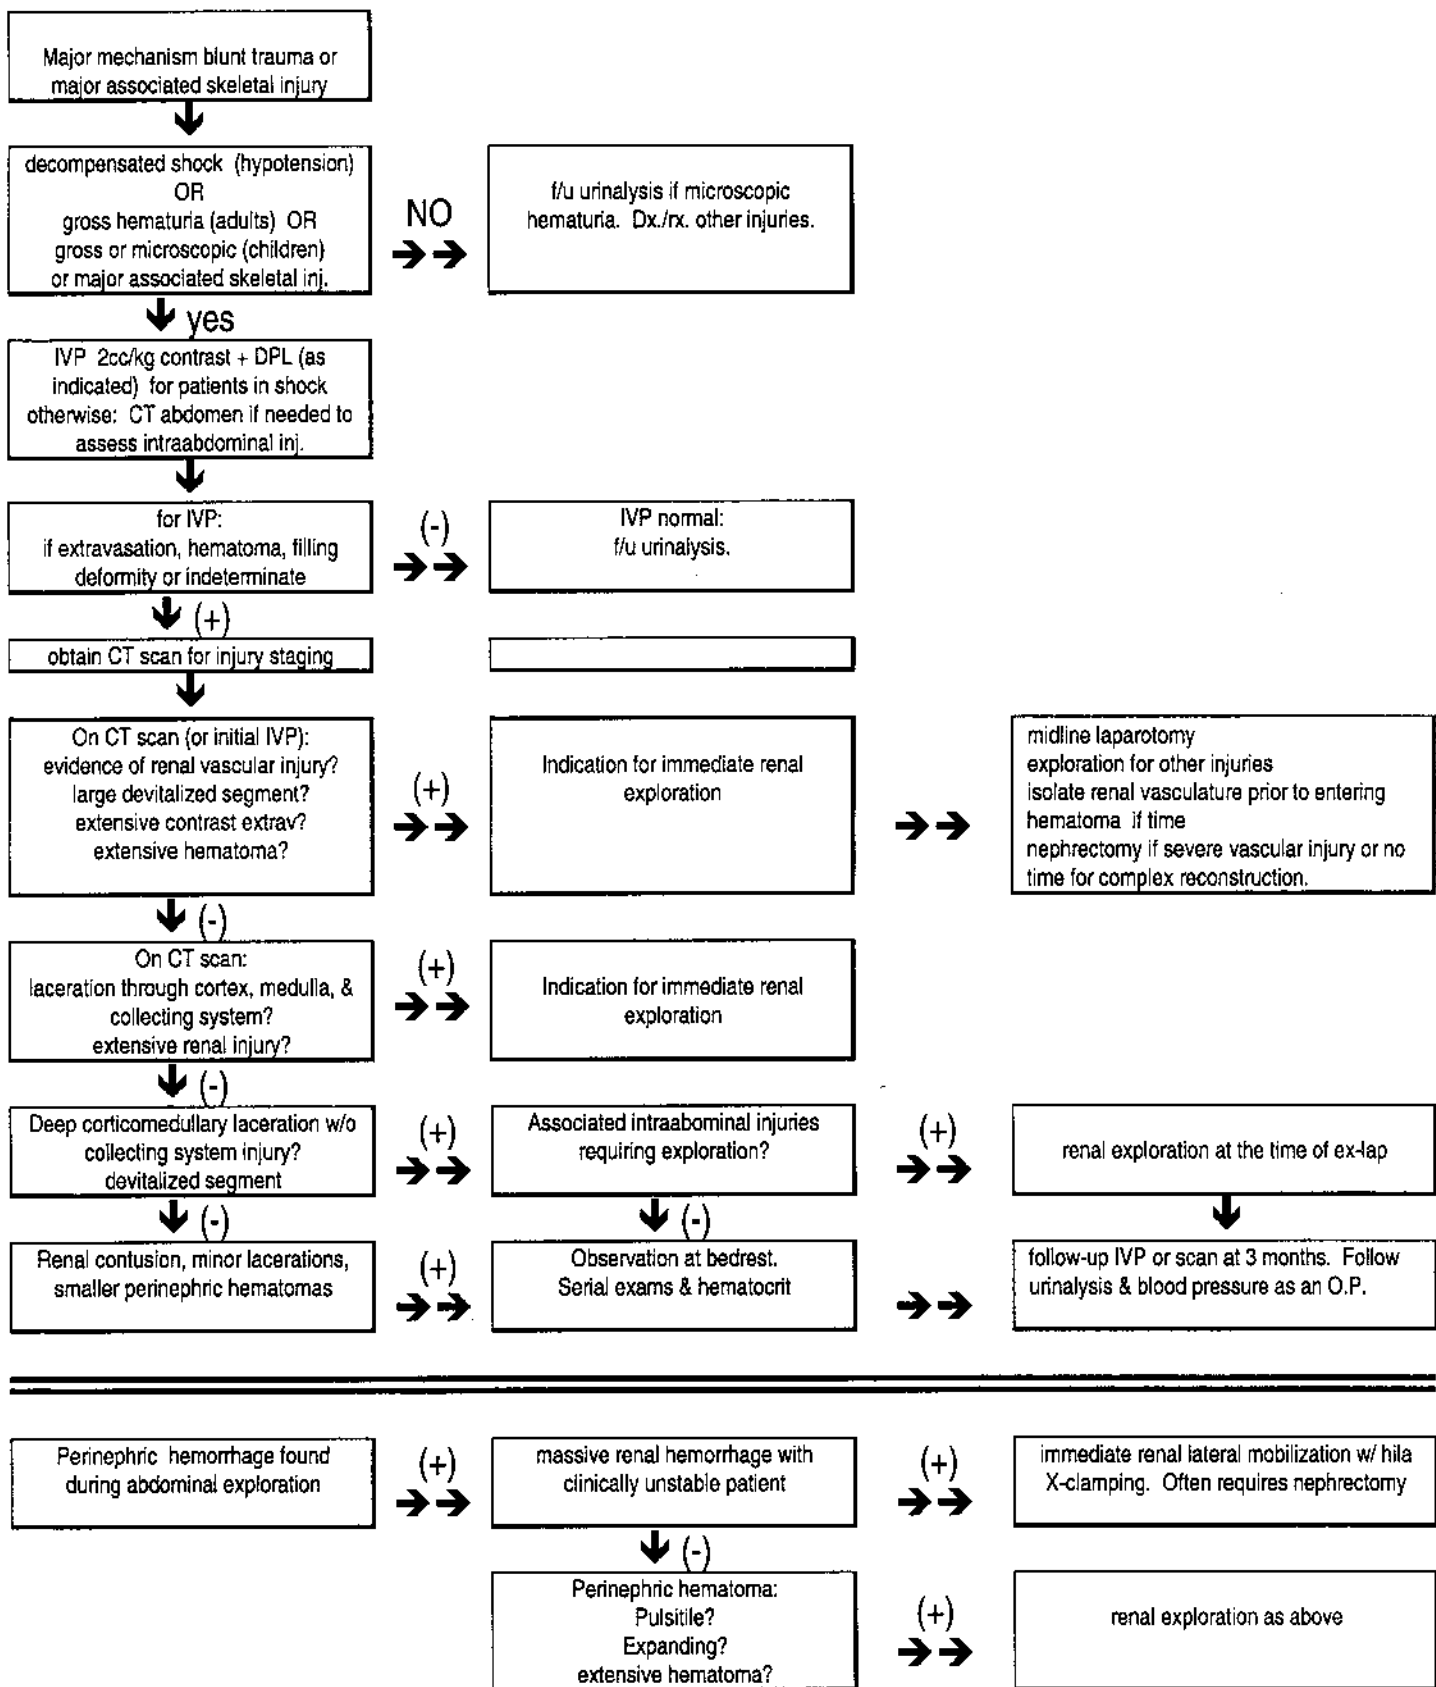 Major mechanism blunt trauma or
major associated skeletal injury
decompensated shock (hypotension)
OR
gross hematuria (adults) OR
gross or microscopic (children)
or major associated skeletal inj.
NO
f/u urinalysis if microscopic
hematuria. Dx./rx. other injuries.
yes
IVP 2cc/kg contrast + DPL (as
indicated) for patients in shock
otherwise: CT abdomen if needed to
assess intraabdominal inj.
for IVP:
if extravasation, hematoma, filling
deformity or indeterminate
(-)
IVP normal:
f/u urinalysis.
(+)
obtain CT scan for injury staging
On CT scan (or initial IVP):
evidence of renal vascular injury?
large devitalized segment?
extensive contrast extrav?
extensive hematoma?
(+)
Indication for immediate renal
exploration
midline laparotomy
exploration for other injuries
isolate renal vasculature prior to entering
hematoma if time
nephrectomy if severe vascular injury or no
time for complex reconstruction.
(-)
On CT scan:
laceration through cortex, medulla, &
collecting system?
extensive renal injury?
(+)
Indication for immediate renal
exploration
(-)
Deep corticomedullary laceration w/o
collecting system injury?
devitalized segment
(+)
Associated intraabominal injuries
requiring exploration?
(+)
renal exploration at the time of ex-lap
(-)
(-)
Renal contusion, minor lacerations,
smaller perinephric hematomas
(+)
Observation at bedrest.
Serial exams & hematocrit
follow-up IVP or scan at 3 months. Follow
urinalysis & blood pressure as an O.P.
Perinephric hemorrhage found
during abdominal exploration
(+)
massive renal hemorrhage with
clinically unstable patient
(+)
immediate renal lateral mobilization w/ hila
X-clamping. Often requires nephrectomy
(-)
Perinephric hematoma:
Pulsitile?
Expanding?
extensive hematoma?
(+)
renal exploration as above